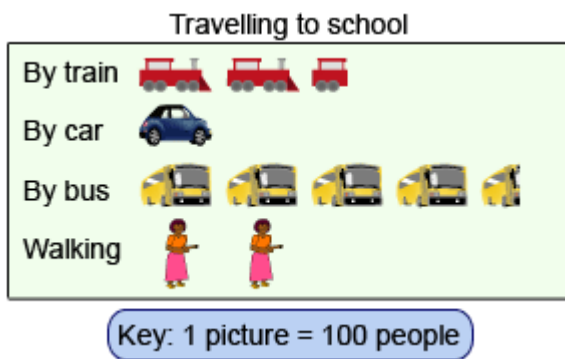 Travelling to school
By train
By car
By bus
Walking
Key: 1 picture = 100 people